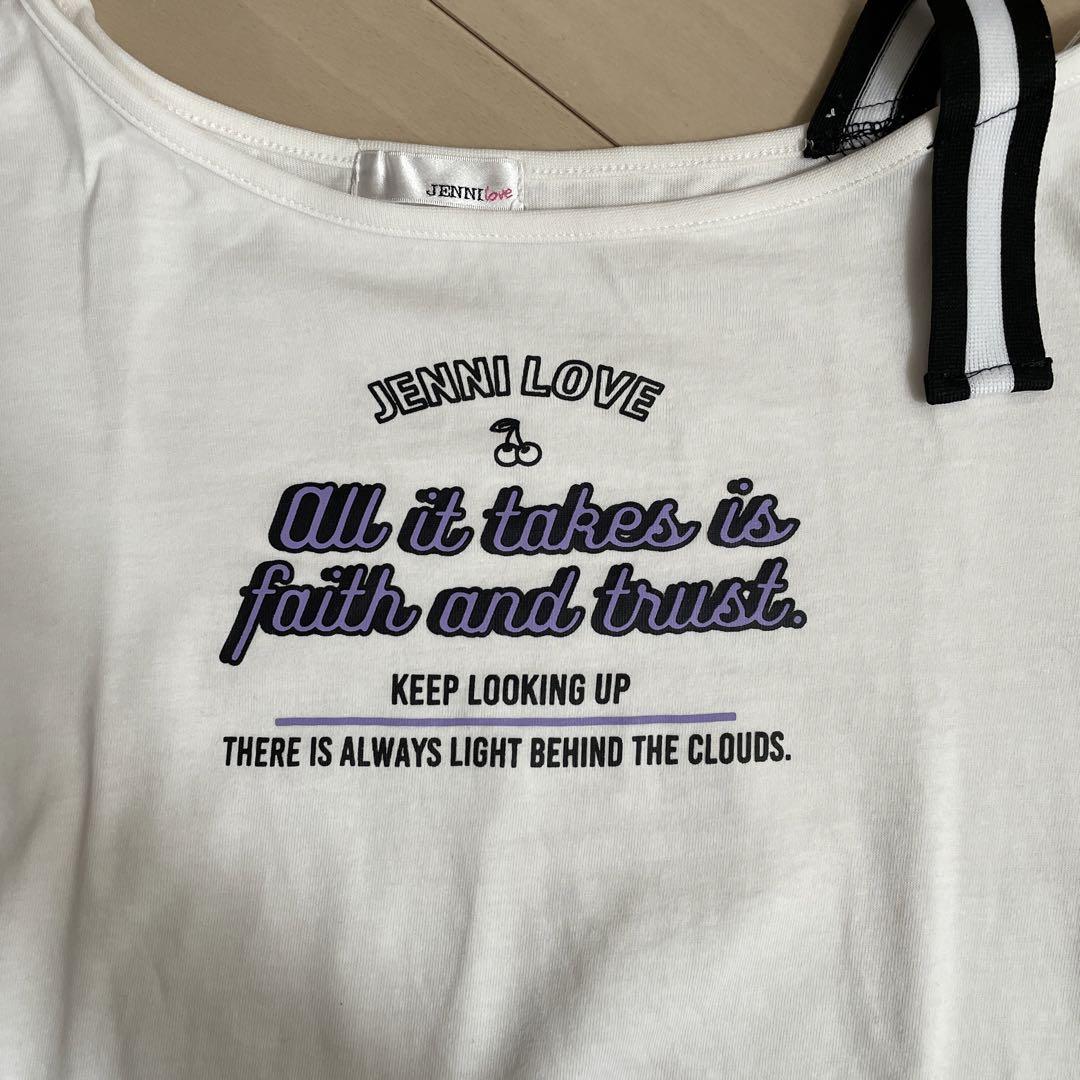 JENNI love
JENNI LOVE
All it takes is
faith and trust.
KEEP LOOKING UP
THERE IS ALWAYS LIGHT BEHIND THE CLOUDS.